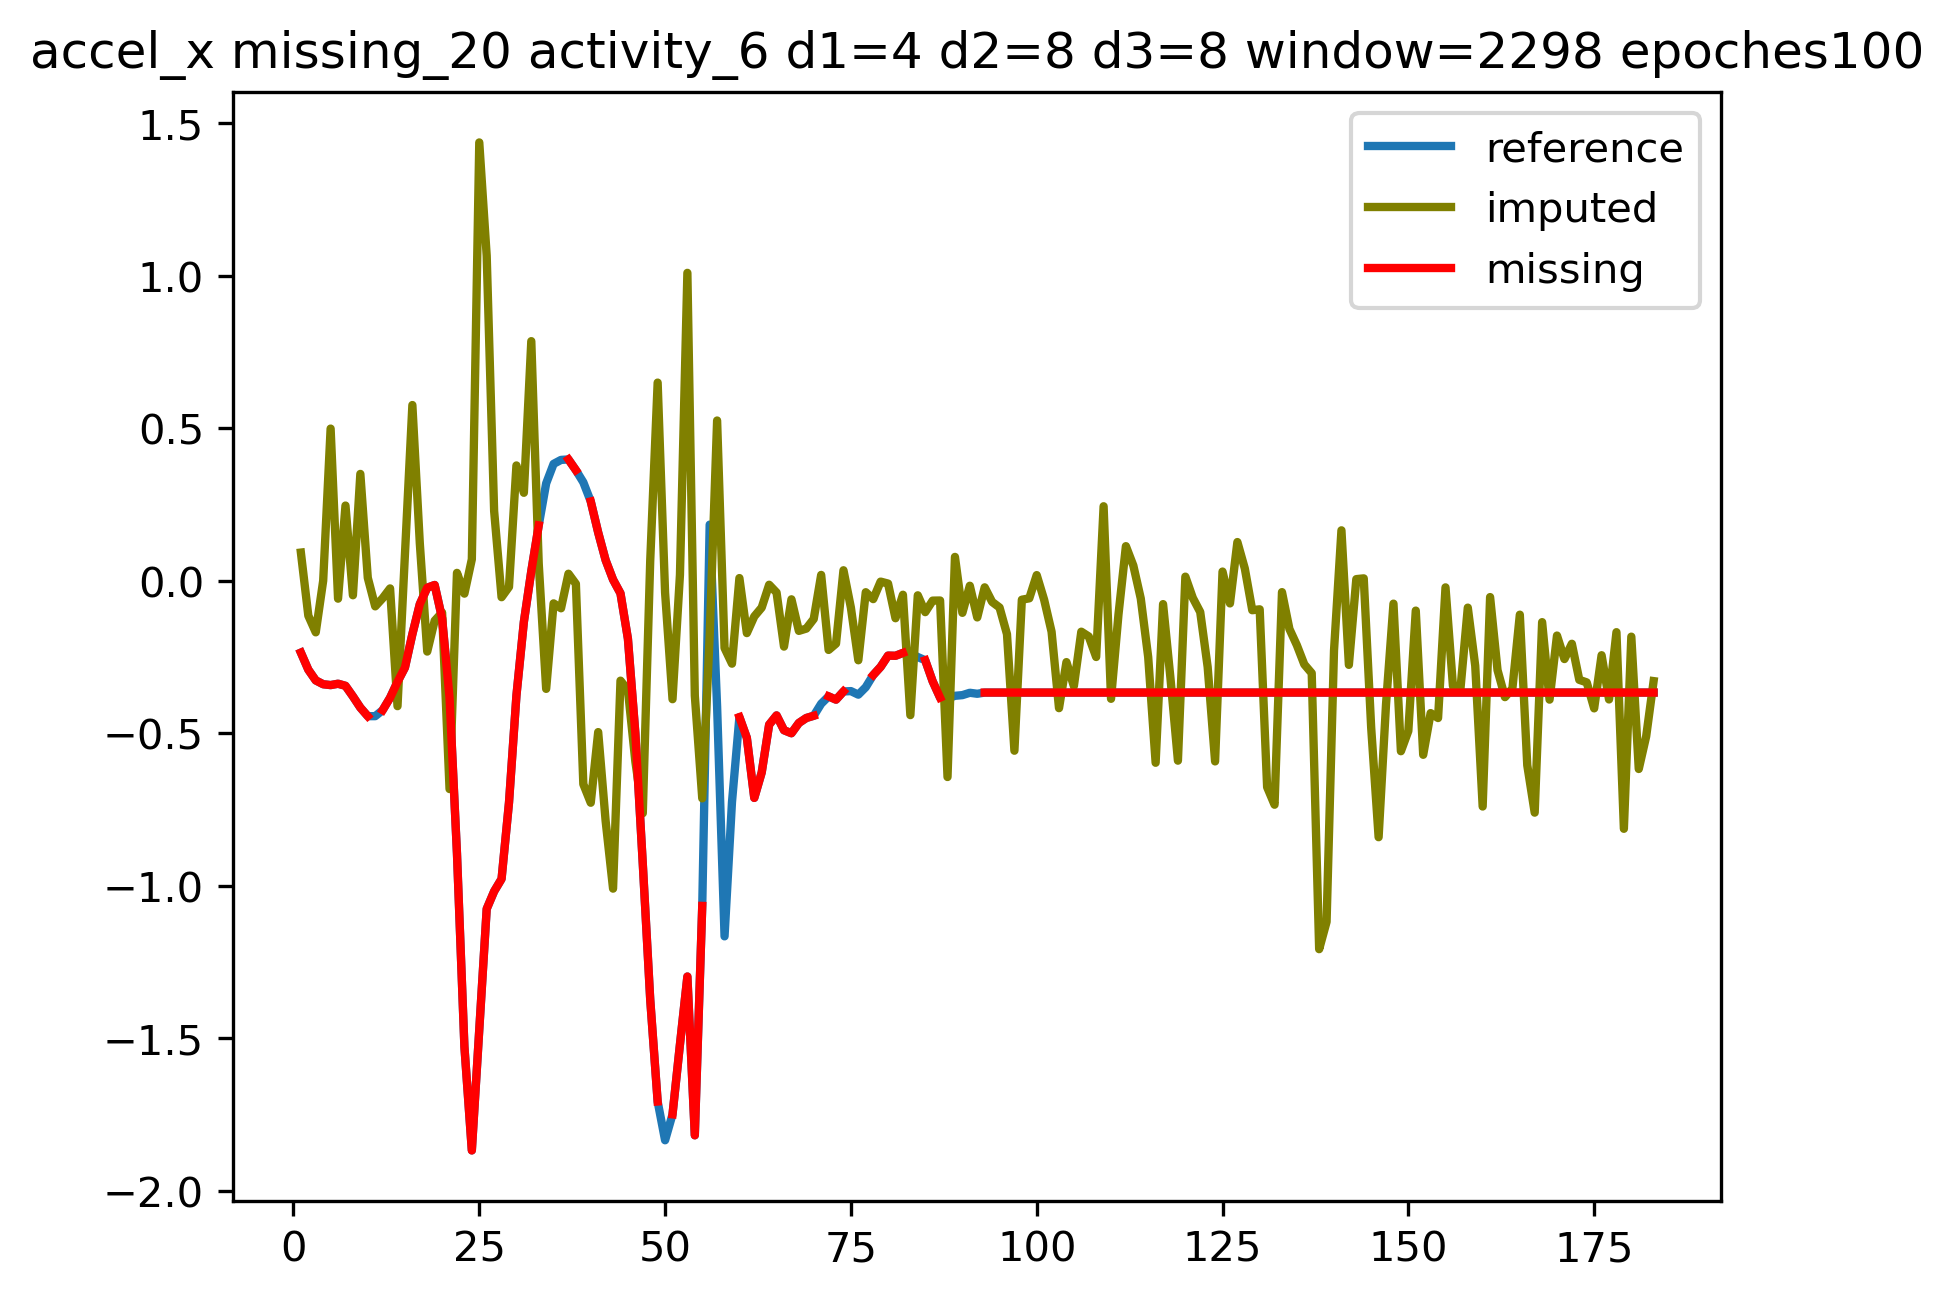 accel_x missing_20 activity_6 d1=4 d2=8 d3=8 window=2298 epoches100
1.5
1.0
0.5
0.0
−0.5
−1.0
−1.5
−2.0
reference
imputed
missing
0 25 50 75 100 125 150 175